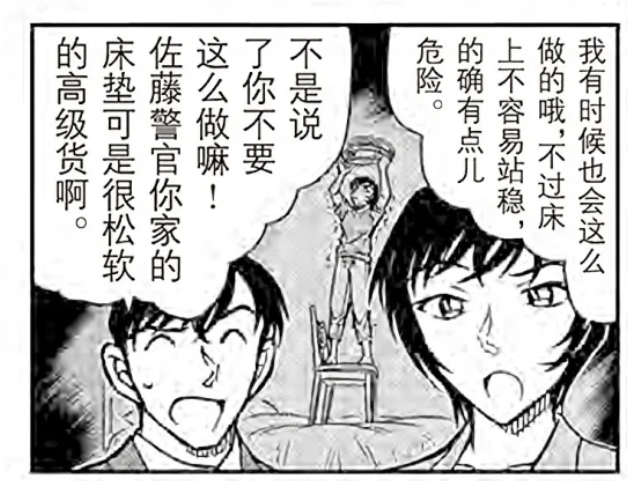 我有时候也会这么
做的哦，不过床
上不容易站稳，
的确有点儿
危险。
不是说
了你不要
这么做嘛！
佐藤警官你家的
床垫可是很松软
的高级货啊。